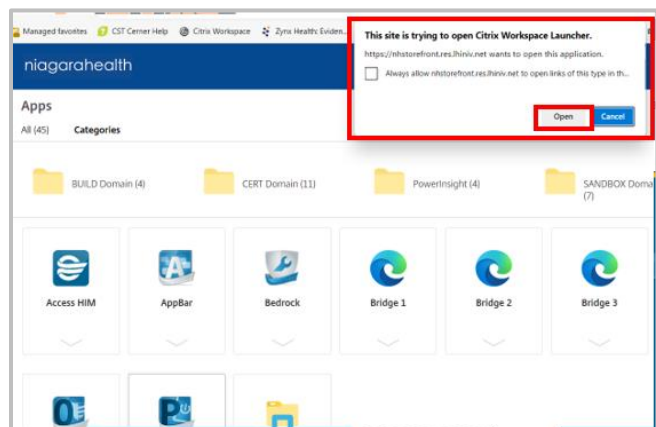 Managed favorites CST Cerner Help Citrix Workspace Zynx Health: Eviden...
This site is trying to open Citrix Workspace Launcher.
https://nhstorefront.res.lhiniv.net wants to open this application.
Always allow nhstorefront.res.lhiniv.net to open links of this type in th...
Open Cancel
niagarahealth
Apps
All (45) Categories
BUILD Domain (4) CERT Domain (11) PowerInsight (4) SANDBOX Doma
(7)
Access HIM AppBar Bedrock Bridge 1 Bridge 2 Bridge 3